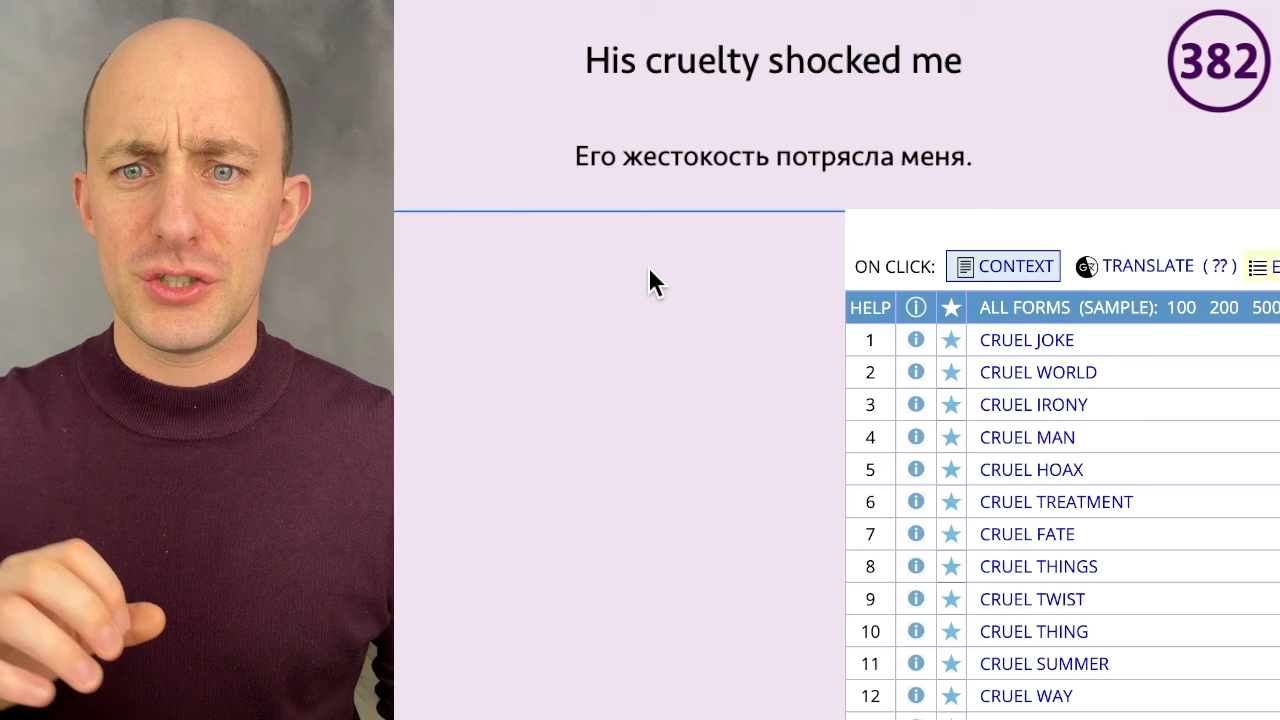 His cruelty shocked me
382
Его жестокость потрясла меня.
ON CLICK: CONTEXT TRANSLATE ( ?? ) E
HELP ALL FORMS (SAMPLE): 100 200 500
1 CRUEL JOKE
2 CRUEL WORLD
3 CRUEL IRONY
4 CRUEL MAN
5 CRUEL HOAX
6 CRUEL TREATMENT
7 CRUEL FATE
8 CRUEL THINGS
9 CRUEL TWIST
10 CRUEL THING
11 CRUEL SUMMER
12 CRUEL WAY